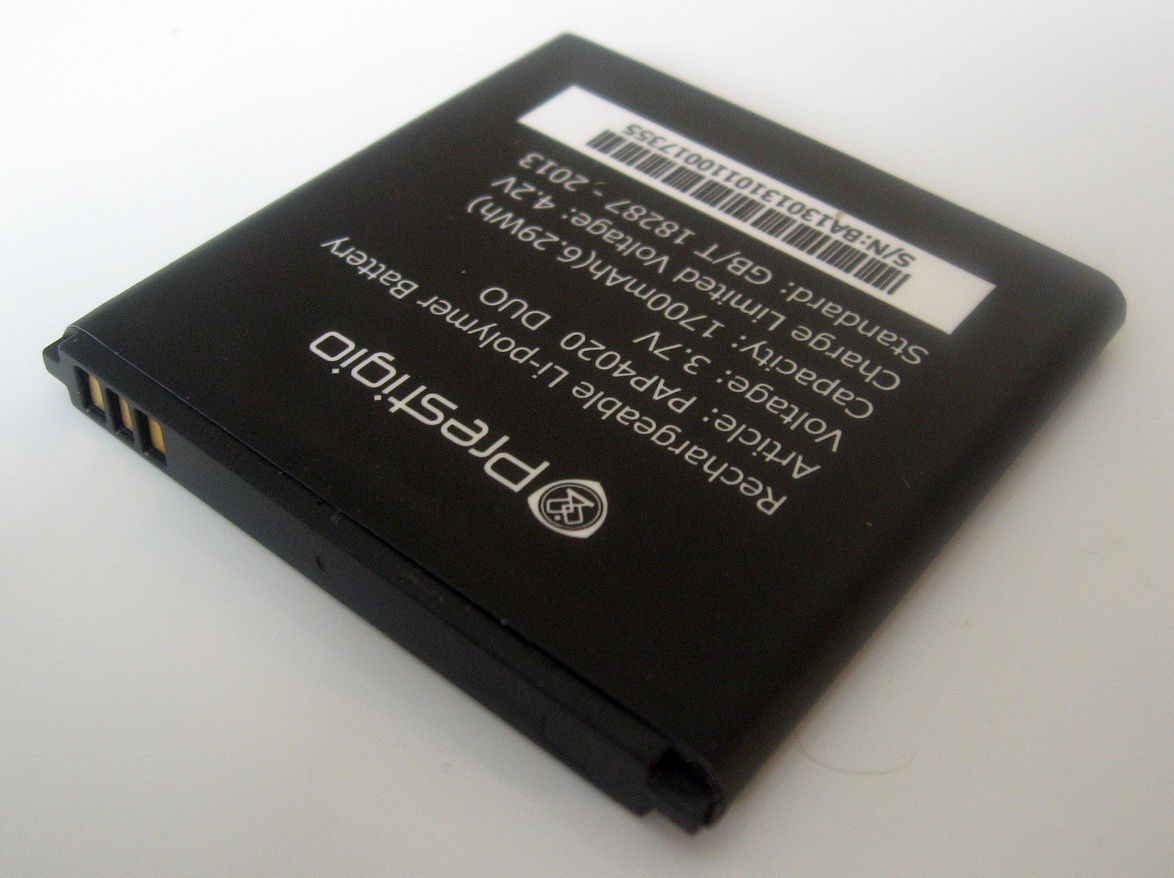 Prestigio
Rechargeable Li-polymer Battery
Article: PAP4020 DUO
Voltage: 3.7V
Capacity: 1700mAh(6.29Wh)
Charge Limited Voltage: 4.2V
Standard: GB/T 18287 - 2013
S/N:BA1301310110017355